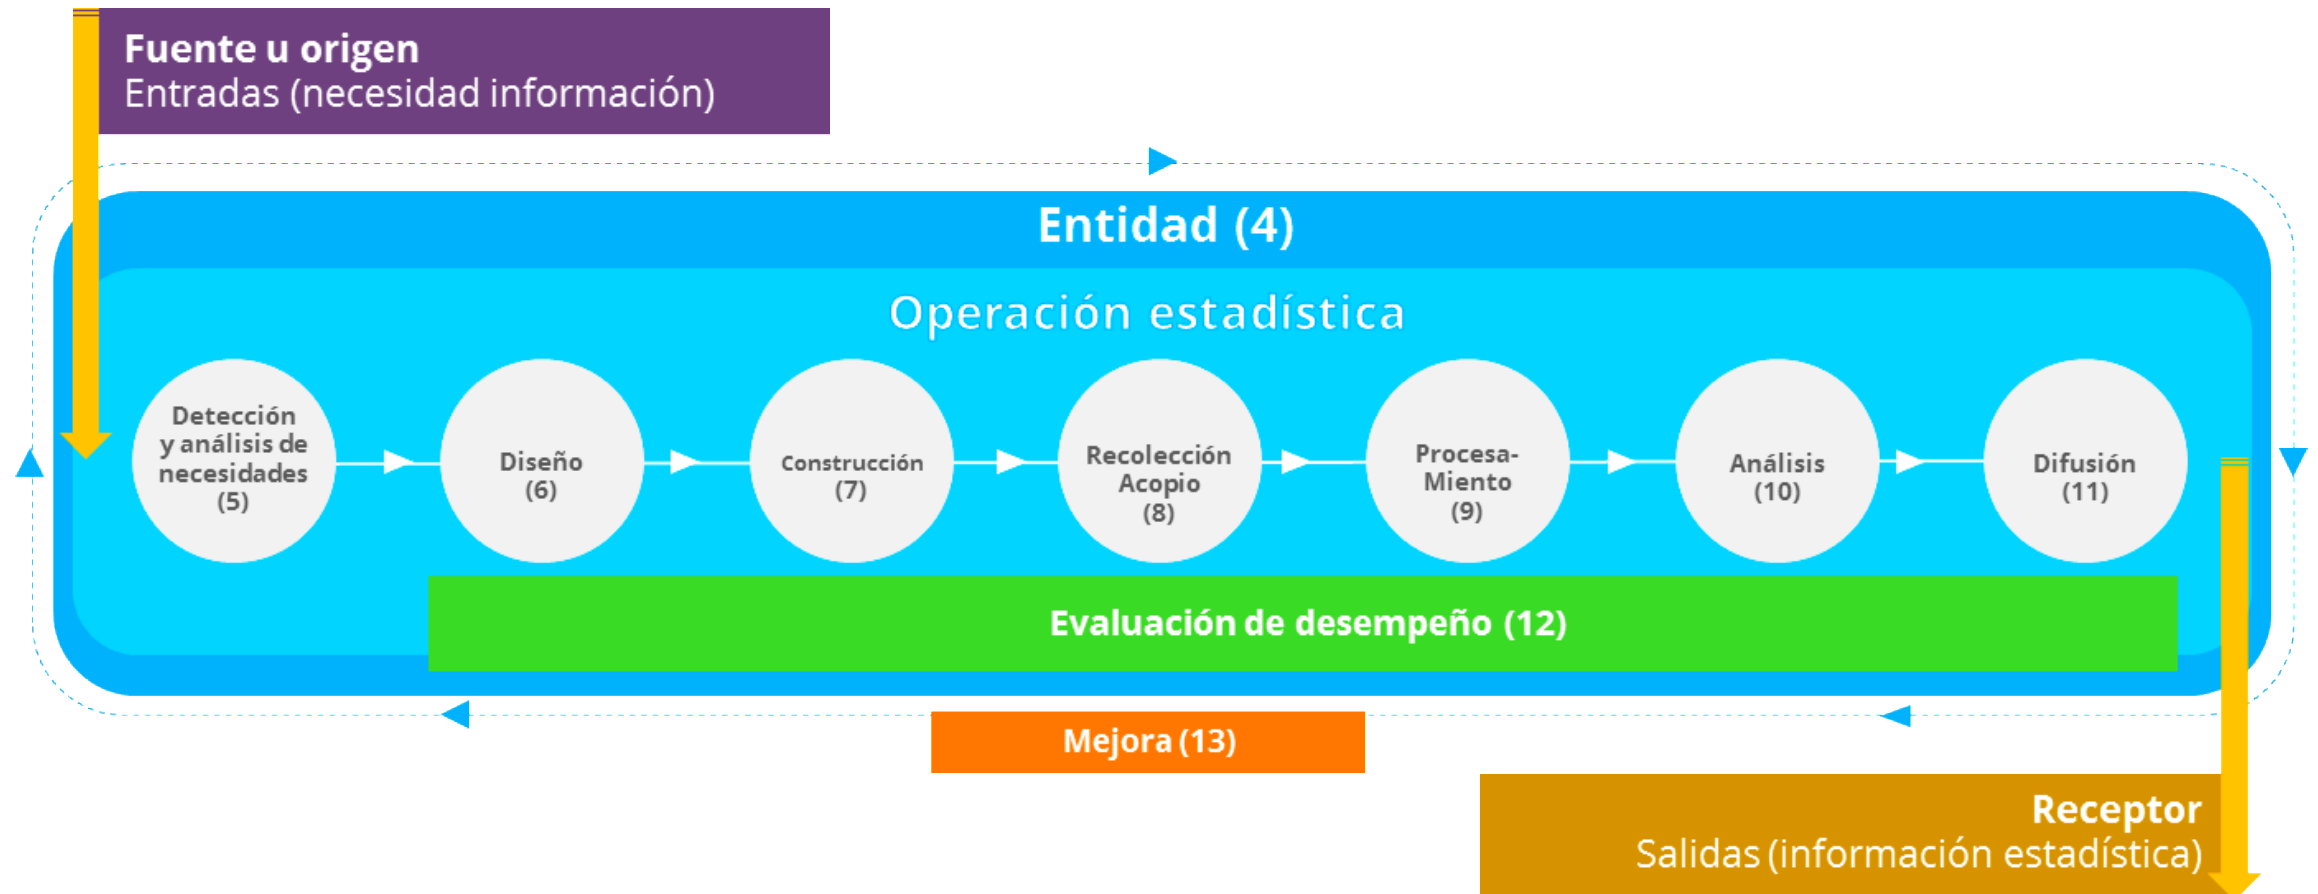 Fuente u origen
Entradas (necesidad información)
Entidad (4)
Operación estadística
Detección
y análisis de
necesidades
(5)
Diseño
(6)
Construcción
(7)
Recolección
Acopio
(8)
Procesa-
Miento
(9)
Análisis
(10)
Difusión
(11)
Evaluación de desempeño (12)
Mejora (13)
Receptor
Salidas (información estadística)